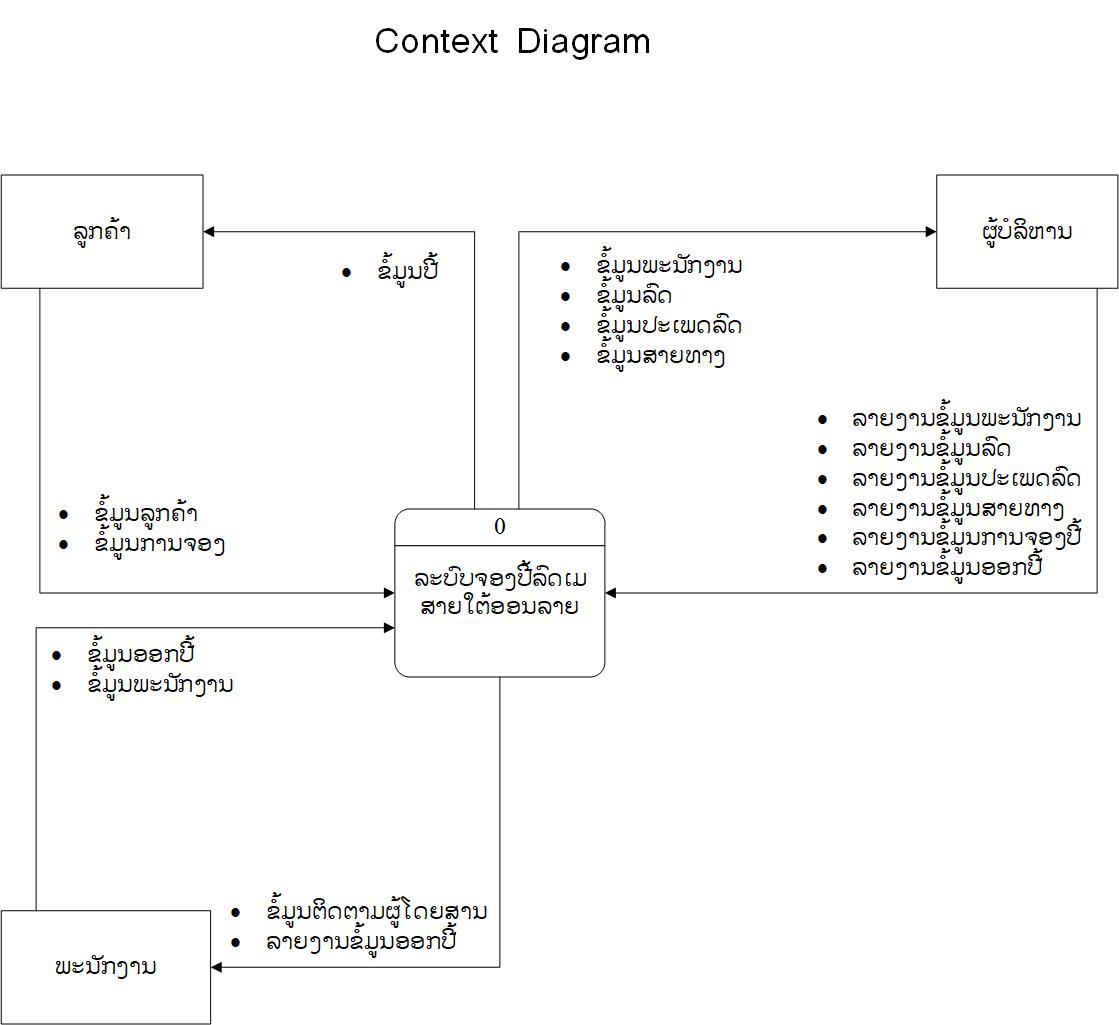 Context Diagram
ລູກຄ້າ
ຜູ້ບໍລິຫານ
• ຂໍ້ມູນປີ້
• ຂໍ້ມູນພະນັກງານ
• ຂໍ້ມູນລົດ
• ຂໍ້ມູນປະເພດລົດ
• ຂໍ້ມູນສາຍທາງ
• ລາຍງານຂໍ້ມູນພະນັກງານ
• ລາຍງານຂໍ້ມູນລົດ
• ລາຍງານຂໍ້ມູນປະເພດລົດ
• ລາຍງານຂໍ້ມູນສາຍທາງ
• ລາຍງານຂໍ້ມູນການຈອງປີ້
• ລາຍງານຂໍ້ມູນອອກປີ້
• ຂໍ້ມູນລູກຄ້າ
• ຂໍ້ມູນການຈອງ
0
ລະບົບຈອງປີ້ລົດເມ
ສາຍໃຕ້ອອນລາຍ
• ຂໍ້ມູນອອກປີ້
• ຂໍ້ມູນພະນັກງານ
• ຂໍ້ມູນຕິດຕາມຜູ້ໂດຍສານ
• ລາຍງານຂໍ້ມູນອອກປີ້
ພະນັກງານ